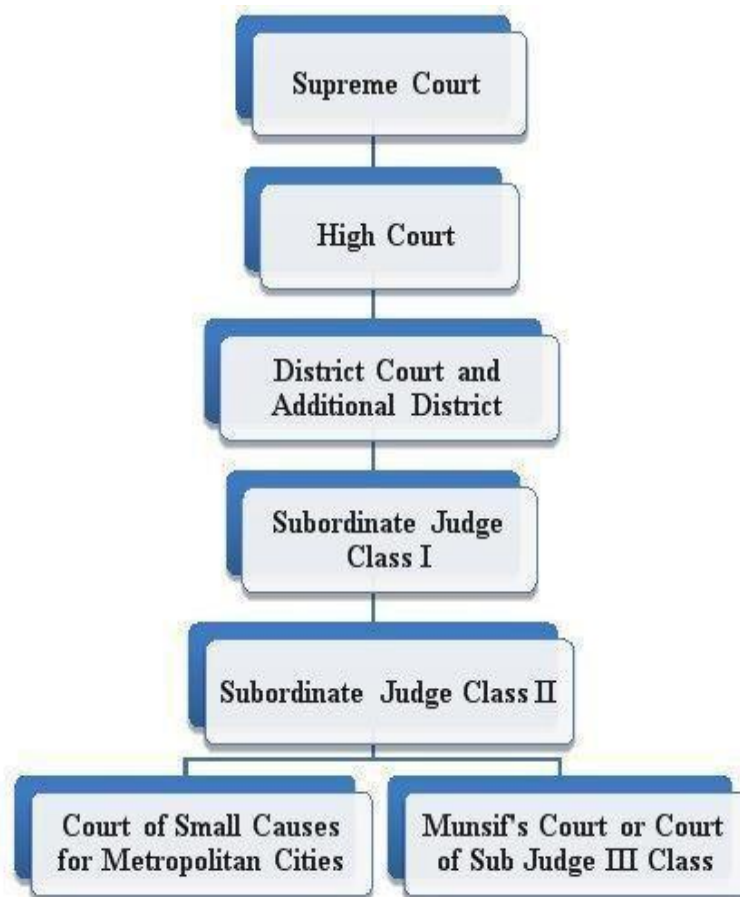 Supreme Court
High Court
District Court and
Additional District
Subordinate Judge
Class I
Subordinate Judge Class II
Court of Small Causes
for Metropolitan Cities
Munsif's Court or Court
of Sub Judge III Class